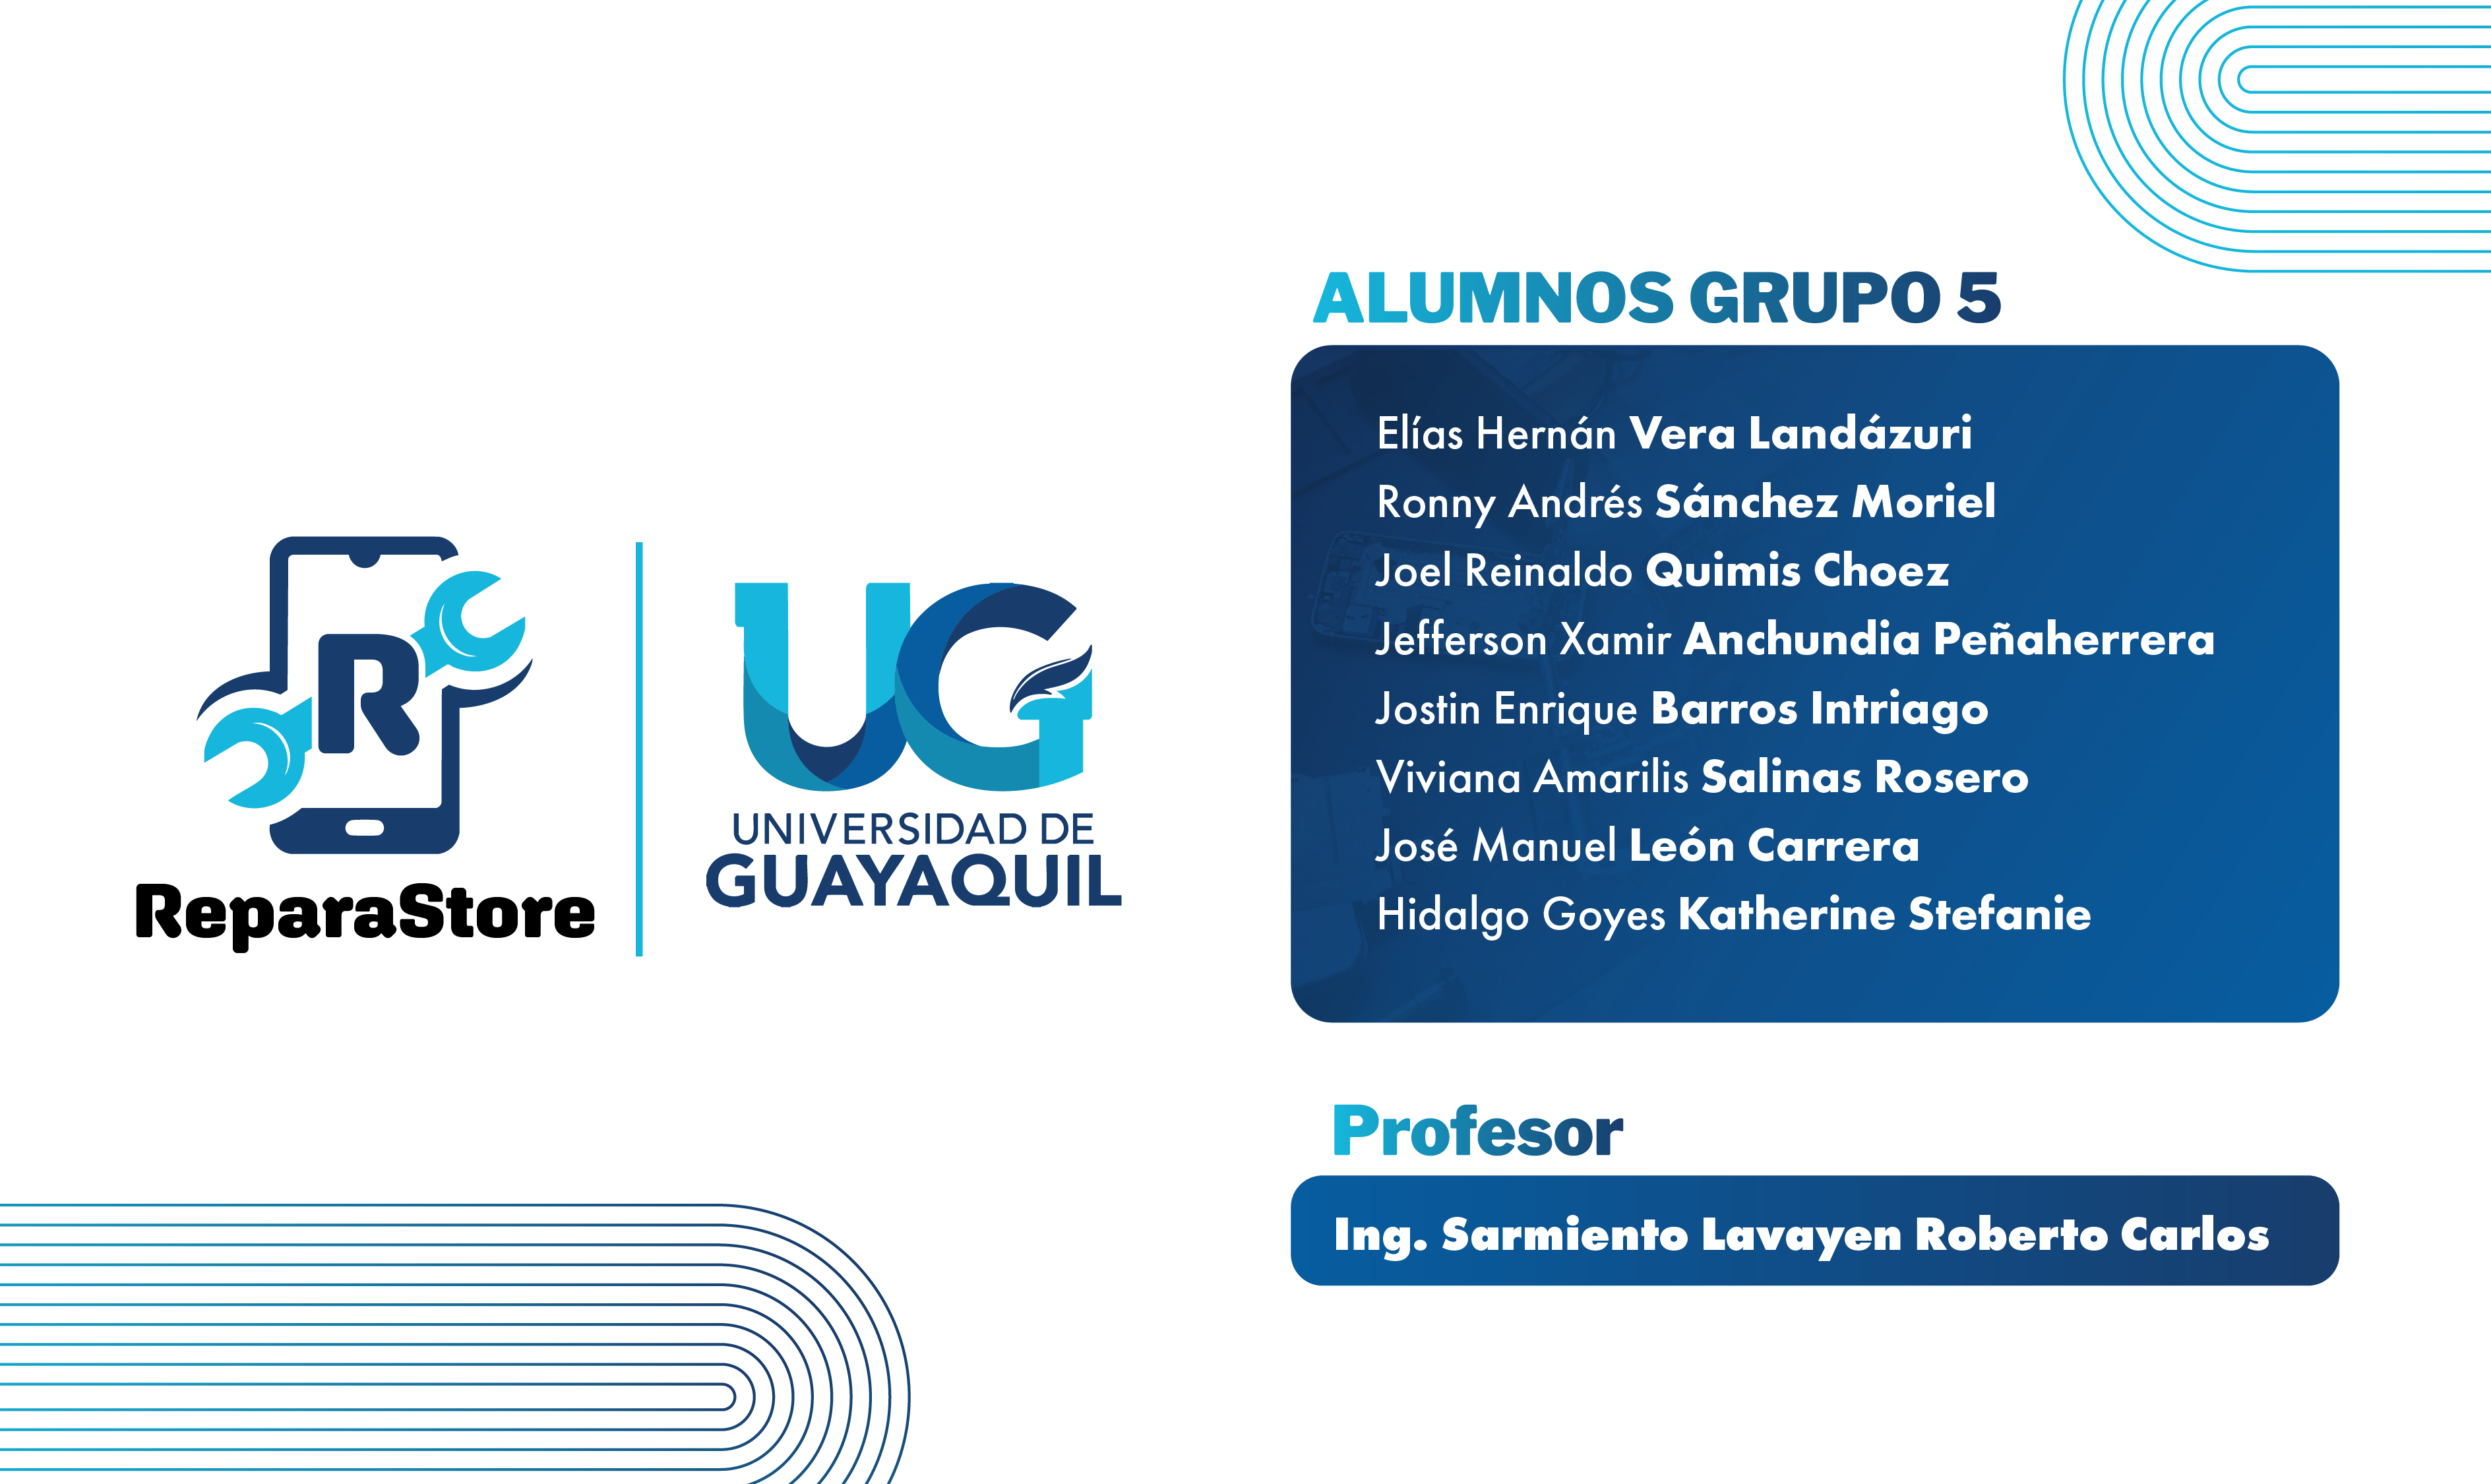 R
ReparaStore
UG
UNIVERSIDAD DE
GUAYAQUIL
ALUMNOS GRUPO 5
Elías Hernán Vera Landázuri
Ronny Andrés Sánchez Moriel
Joel Reinaldo Quimis Choez
Jefferson Xamir Anchundia Peñaherrera
Jostin Enrique Barros Intriago
Viviana Amarilis Salinas Rosero
José Manuel León Carrera
Hidalgo Goyes Katherine Stefanie
Profesor
Ing. Sarmiento Lavayen Roberto Carlos